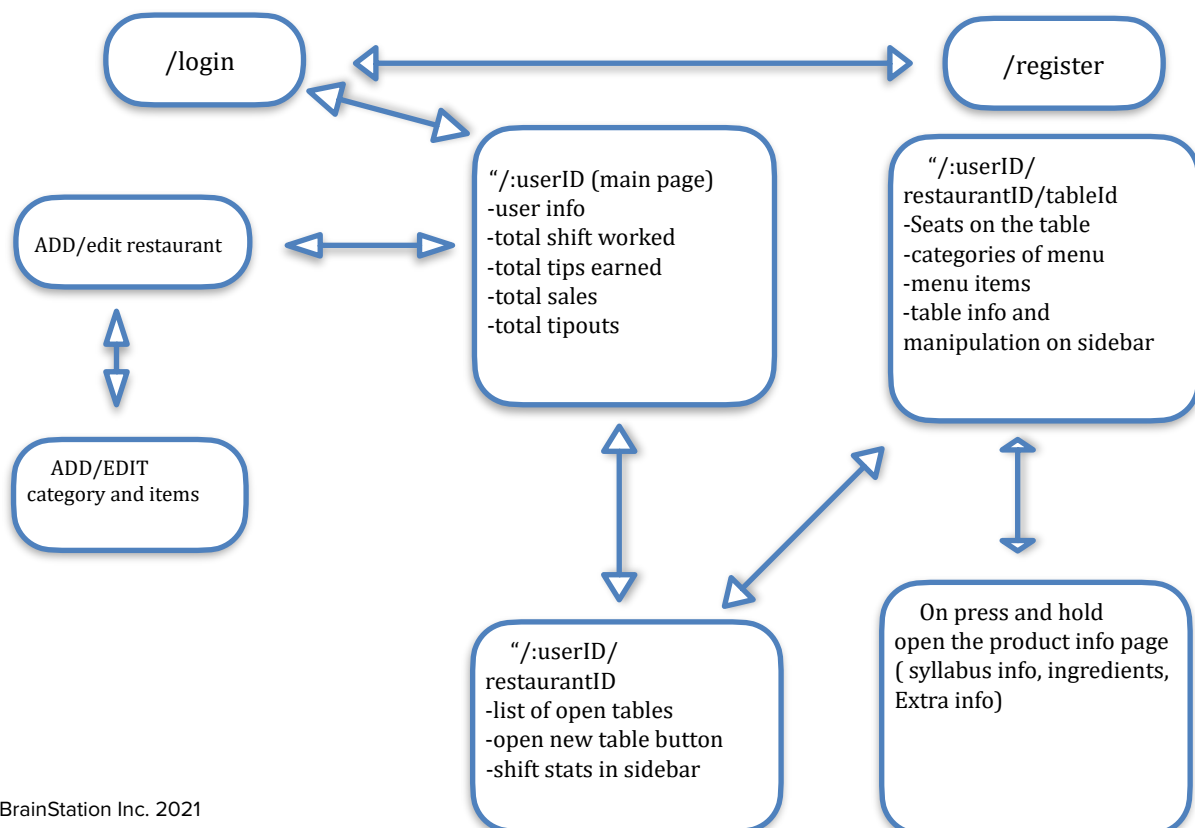 /login
/register
“/:userID (main page)
-user info
-total shift worked
-total tips earned
-total sales
-total tipouts
“/:userID/
restaurantID/tableId
-Seats on the table
-categories of menu
-menu items
-table info and
manipulation on sidebar
ADD/edit restaurant
ADD/EDIT
category and items
“/:userID/
restaurantID
-list of open tables
-open new table button
-shift stats in sidebar
On press and hold
open the product info page
( syllabus info, ingredients,
Extra info)
BrainStation Inc. 2021